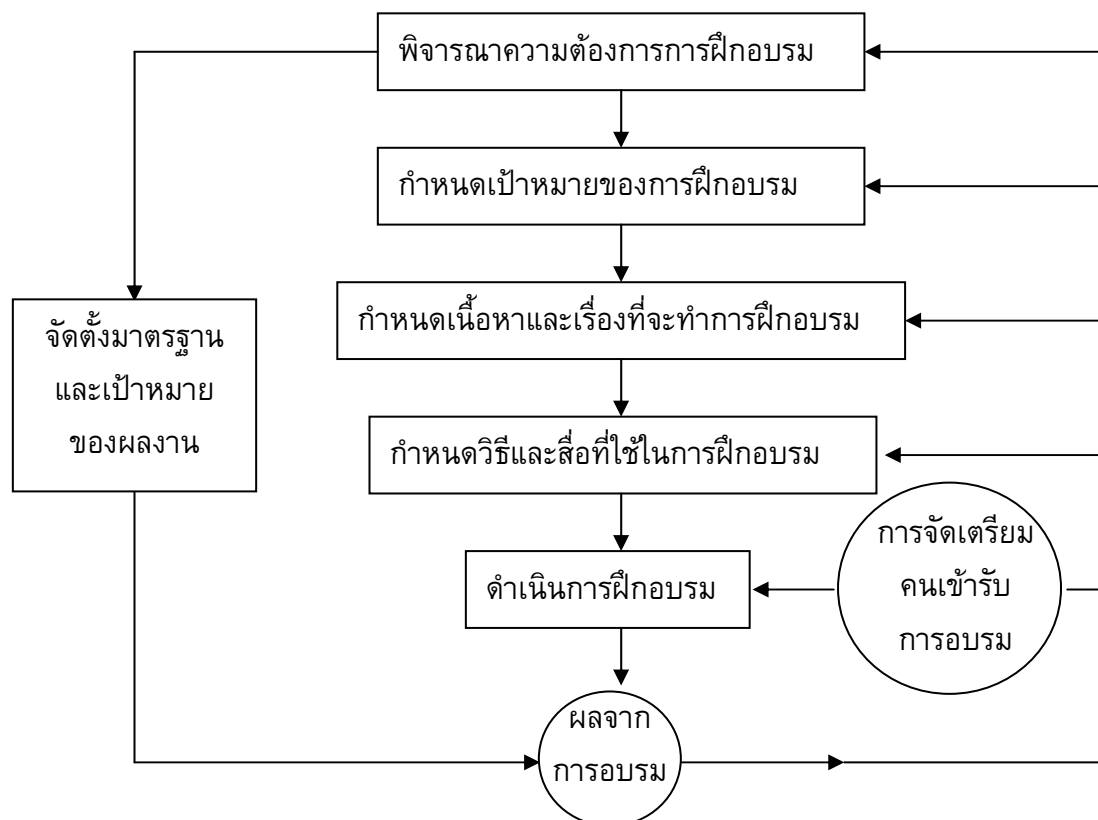 พิจารณาความต้องการการฝึกอบรม
กำหนดเป้าหมายของการฝึกอบรม
กำหนดเนื้อหาและเรื่องที่จะทำการฝึกอบรม
จัดตั้งมาตรฐาน
และเป้าหมาย
ของผลงาน
กำหนดวิธีและสื่อที่ใช้ในการฝึกอบรม
การจัดเตรียม
คนเข้ารับ
การอบรม
ดำเนินการฝึกอบรม
ผลจาก
การอบรม